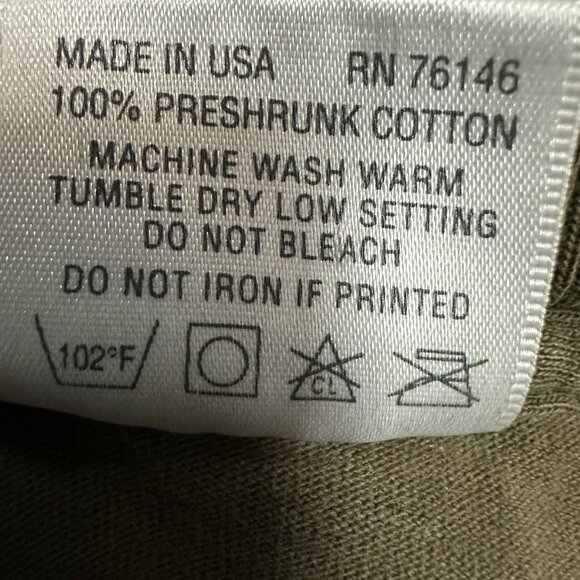 MADE IN USA RN 76146
100% PRESHRUNK COTTON
MACHINE WASH WARM
TUMBLE DRY LOW SETTING
DO NOT BLEACH
DO NOT IRON IF PRINTED
102°F CL